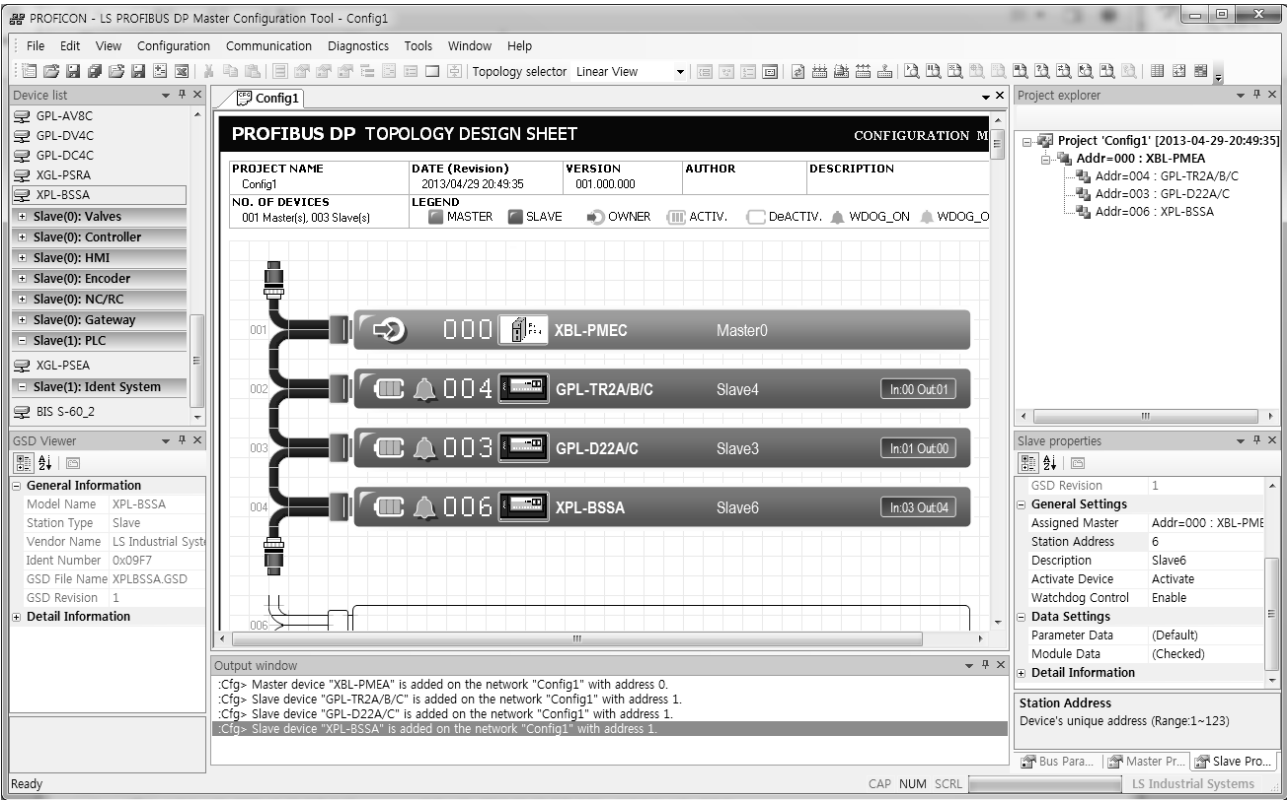 PROFICON - LS PROFIBUS DP Master Configuration Tool - Config1
File Edit View Configuration Communication Diagnostics Tools Window Help
Topology selector Linear View
Device list
GPL-AV8C
GPL-DV4C
GPL-DC4C
XGL-PSRA
XPL-BSSA
Slave(0): Valves
Slave(0): Controller
Slave(0): HMI
Slave(0): Encoder
Slave(0): NC/RC
Slave(0): Gateway
Slave(1): PLC
XGL-PSEA
Slave(1): Ident System
BIS S-60_2
GSD Viewer
General Information
Model Name XPL-BSSA
Station Type Slave
Vendor Name LS Industrial Syste
Ident Number 0x09F7
GSD File Name XPLBSSA.GSD
GSD Revision 1
Detail Information
Config1
PROFIBUS DP TOPOLOGY DESIGN SHEET CONFIGURATION M
PROJECT NAME DATE (Revision) VERSION AUTHOR DESCRIPTION
Config1 2013/04/29 20:49:35 001.000.000
NO. OF DEVICES LEGEND
001 Master(s), 003 Slave(s) MASTER SLAVE OWNER ACTIV. DeACTIV. WDOG_ON WDOG_O
001 000 XBL-PMEC Master0
002 004 GPL-TR2A/B/C Slave4 In:00 Out:01
003 003 GPL-D22A/C Slave3 In:01 Out:00
004 006 XPL-BSSA Slave6 In:03 Out:04
006
Output window
:Cfg> Master device "XBL-PMEA" is added on the network "Config1" with address 0.
:Cfg> Slave device "GPL-TR2A/B/C" is added on the network "Config1" with address 1.
:Cfg> Slave device "GPL-D22A/C" is added on the network "Config1" with address 1.
:Cfg> Slave device "XPL-BSSA" is added on the network "Config1" with address 1.
Project explorer
Project 'Config1' [2013-04-29-20:49:35]
Addr=000 : XBL-PMEA
Addr=004 : GPL-TR2A/B/C
Addr=003 : GPL-D22A/C
Addr=006 : XPL-BSSA
Slave properties
GSD Revision 1
General Settings
Assigned Master Addr=000 : XBL-PME
Station Address 6
Description Slave6
Activate Device Activate
Watchdog Control Enable
Data Settings
Parameter Data (Default)
Module Data (Checked)
Detail Information
Station Address
Device's unique address (Range:1~123)
Bus Para... Master Pr... Slave Pro...
Ready CAP NUM SCRL LS Industrial Systems